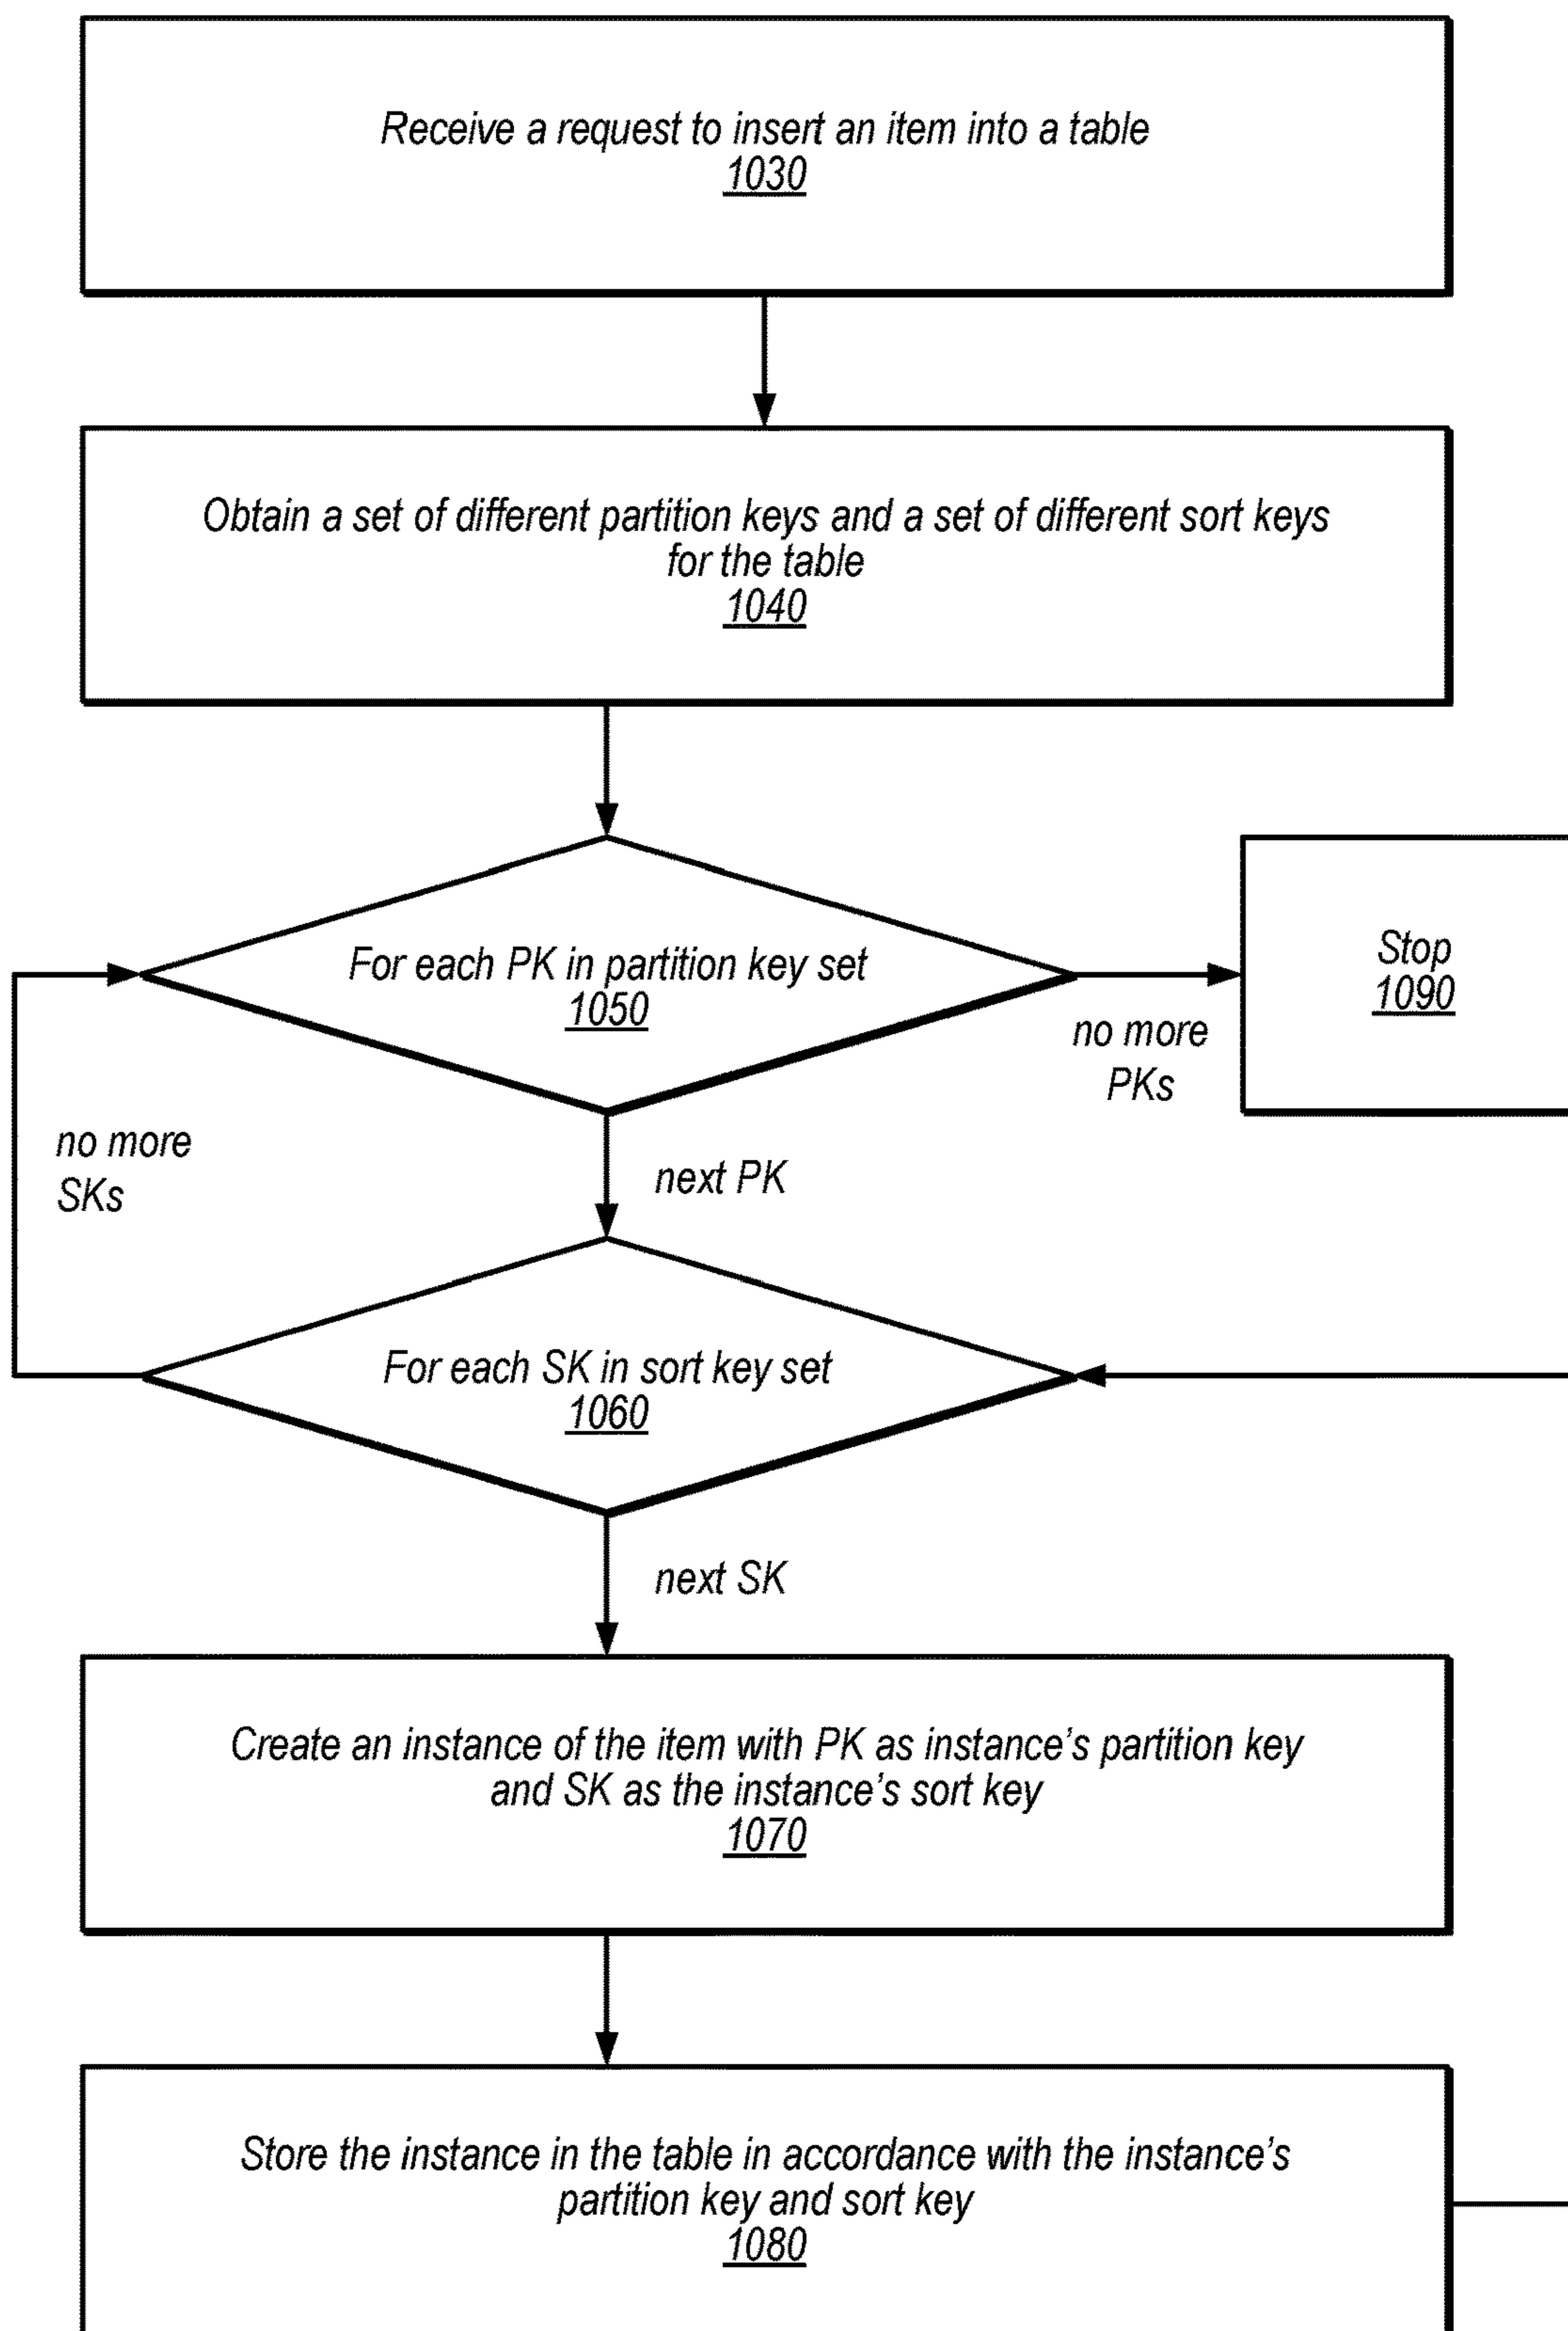 Receive a request to insert an item into a table
1030
Obtain a set of different partition keys and a set of different sort keys
for the table
1040
For each PK in partition key set
1050
Stop
1090
no more
PKs
no more
SKs
next PK
For each SK in sort key set
1060
next SK
Create an instance of the item with PK as instance's partition key
and SK as the instance's sort key
1070
Store the instance in the table in accordance with the instance's
partition key and sort key
1080